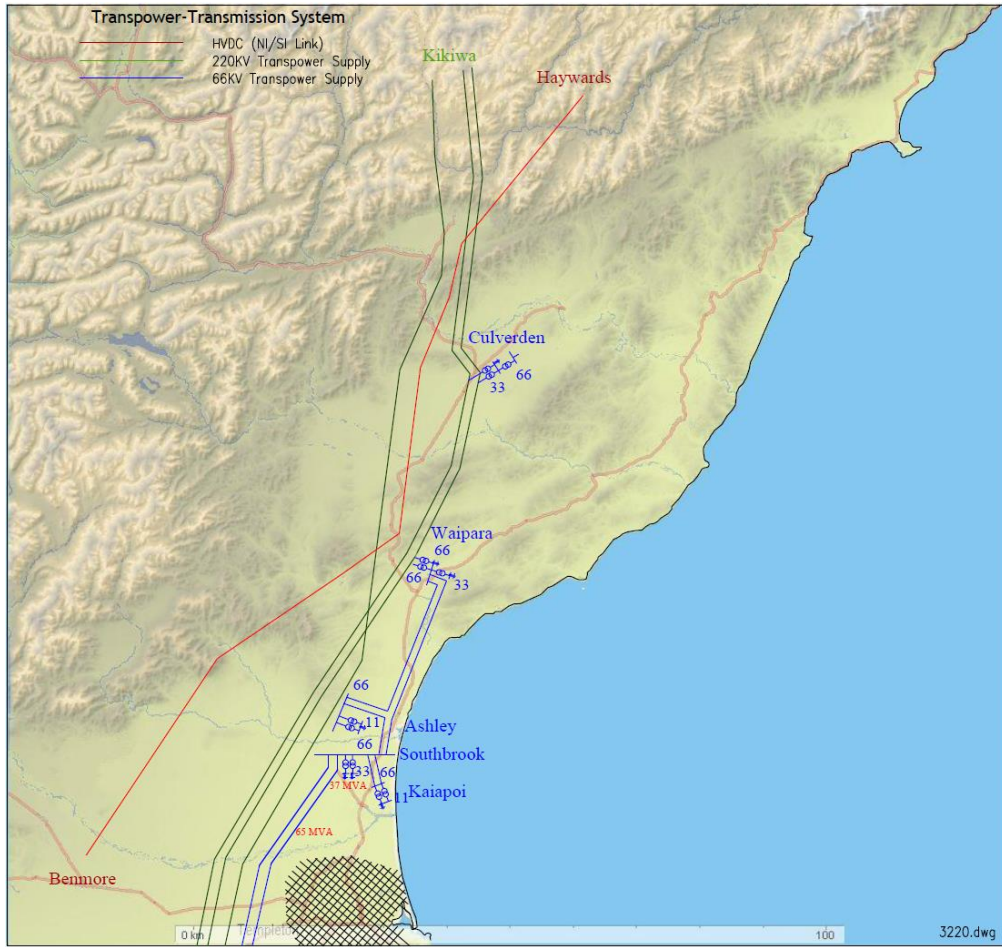 Transpower-Transmission System
HVDC (NI/SI Link)
220KV Transpower Supply
66KV Transpower Supply
Kikiwa
Haywards
Culverden
66
33
Waipara
66
66
33
66
11
Ashley
66
Southbrook
33
66
11
37 MVA
11
Kaiapoi
65 MVA
Benmore
0 km
Templeton
100
3220.dwg